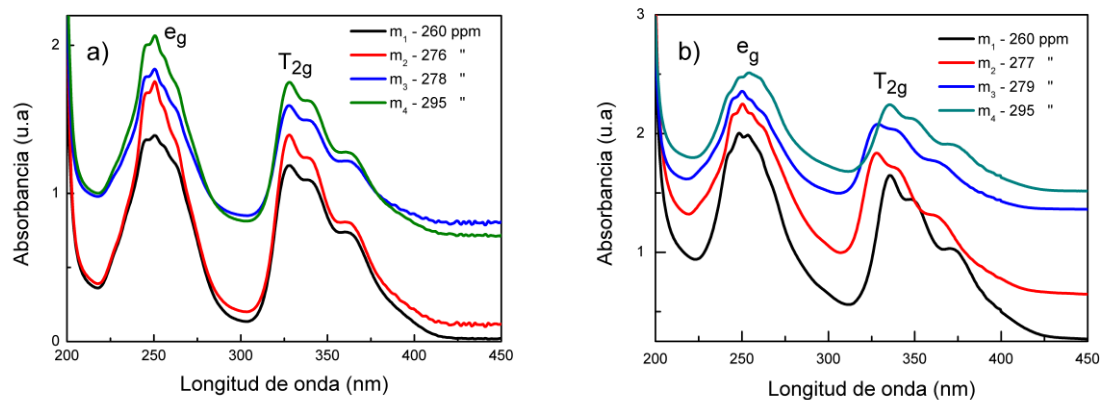 a)
e_g
T_2g
m_1 - 260 ppm
m_2 - 276 "
m_3 - 278 "
m_4 - 295 "
2
1
0
200 250 300 350 400 450
Absorbancia (u.a)
Longitud de onda (nm)
b)
e_g
T_2g
m_1 - 260 ppm
m_2 - 277 "
m_3 - 279 "
m_4 - 295 "
3
2
1
200 250 300 350 400 450
Absorbancia (u.a)
Longitud de onda (nm)